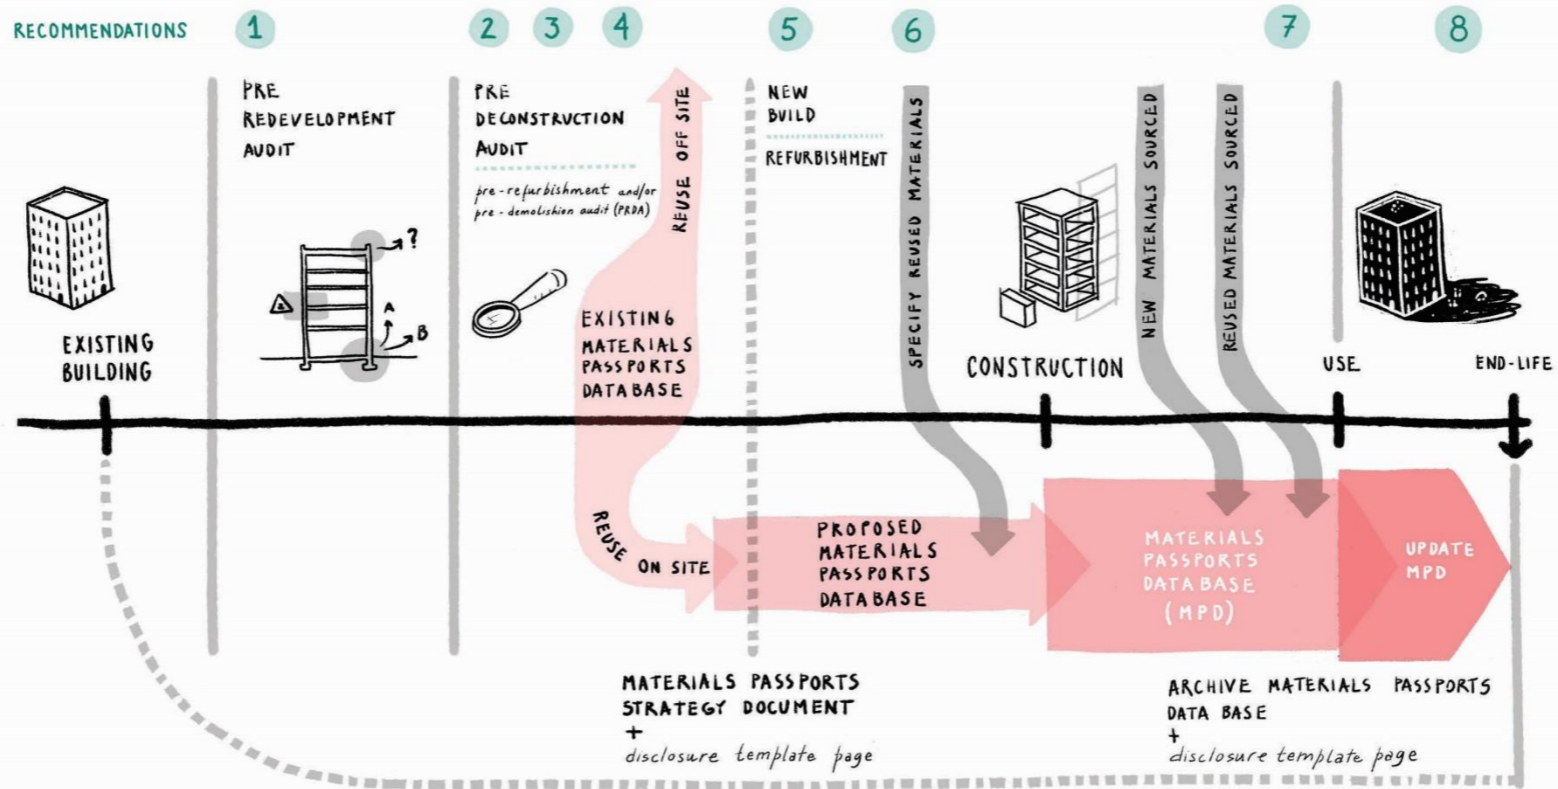 RECOMMENDATIONS
1
2
3
4
5
6
7
8
PRE
REDEVELOPMENT
AUDIT
PRE
DECONSTRUCTION
AUDIT
pre-refurbishment and/or
pre-demolishion audit (PRDA)
REUSE OFF SITE
NEW
BUILD
REFURBISHMENT
SPECIFY REUSED MATERIALS
NEW MATERIALS SOURCED
REUSED MATERIALS SOURCED
?
A
B
EXISTING
BUILDING
EXISTING
MATERIALS
PASSPORTS
DATABASE
CONSTRUCTION
USE
END-LIFE
REUSE ON SITE
PROPOSED
MATERIALS
PASSPORTS
DATABASE
MATERIALS
PASSPORTS
DATABASE
(MPD)
UPDATE
MPD
MATERIALS PASSPORTS
STRATEGY DOCUMENT
+
disclosure template page
ARCHIVE MATERIALS PASSPORTS
DATA BASE
+
disclosure template page